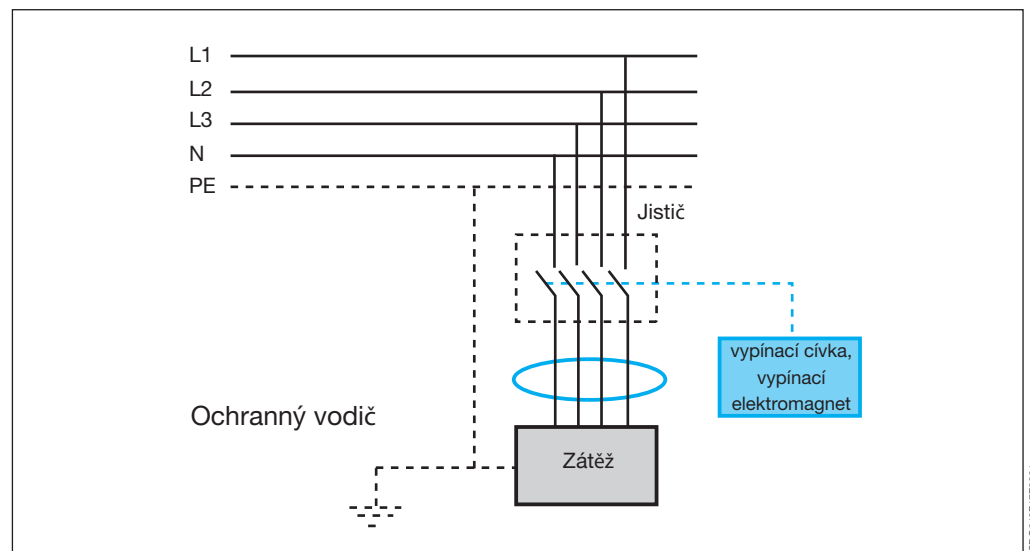 L1
L2
L3
N
PE
Jistič
vypínací cívka,
vypínací
elektromagnet
Ochranný vodič
Zátěž